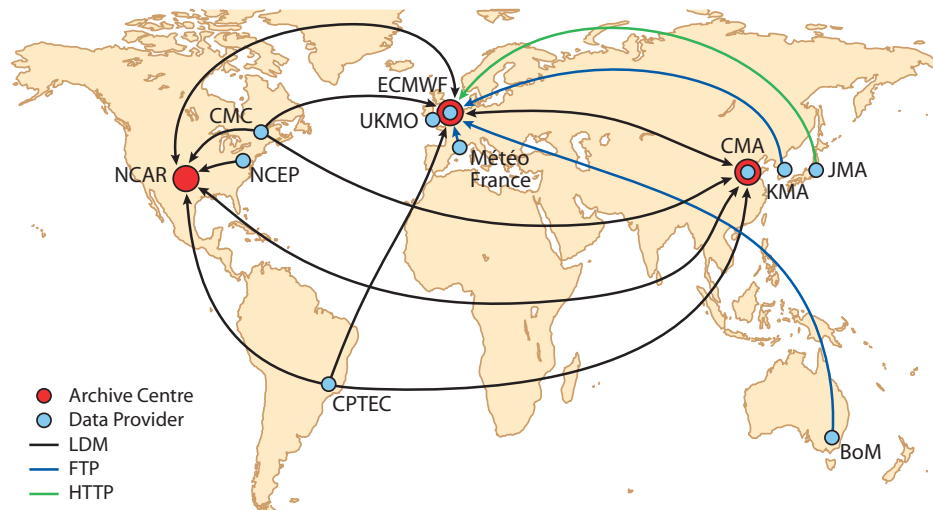 ECMWF
CMC
UKMO
CMA
NCAR
NCEP
Météo
France
KMA
JMA
CPTEC
BoM
Archive Centre
Data Provider
LDM
FTP
HTTP